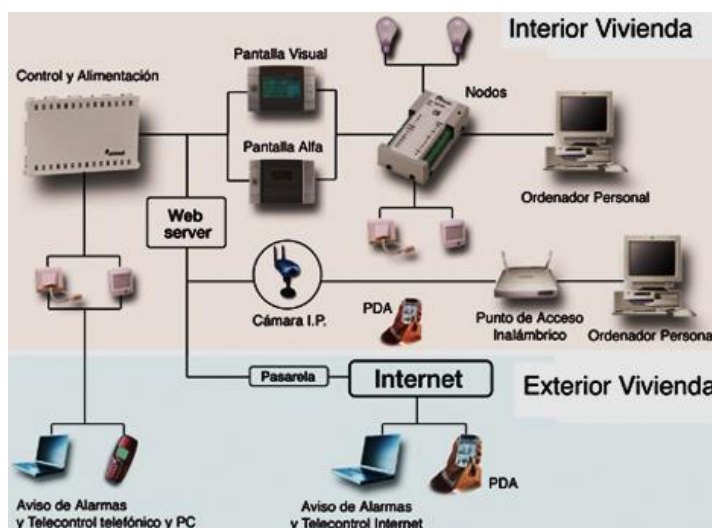 Interior Vivienda
Pantalla Visual
Control y Alimentación
Nodos
Pantalla Alfa
Ordenador Personal
Web
server
Cámara I.P.
PDA
Punto de Acceso
Inalámbrico
Ordenador Personal
Pasarela
Internet
Exterior Vivienda
PDA
Aviso de Alarmas
y Telecontrol telefónico y PC
Aviso de Alarmas
y Telecontrol Internet